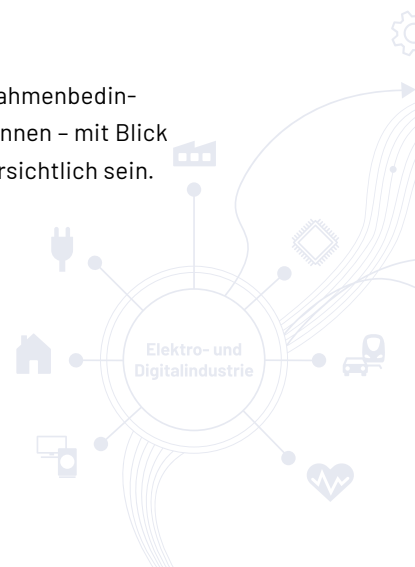 ahmenbedin-
nnen – mit Blick
rsichtlich sein.
Elektro- und
Digitalindustrie